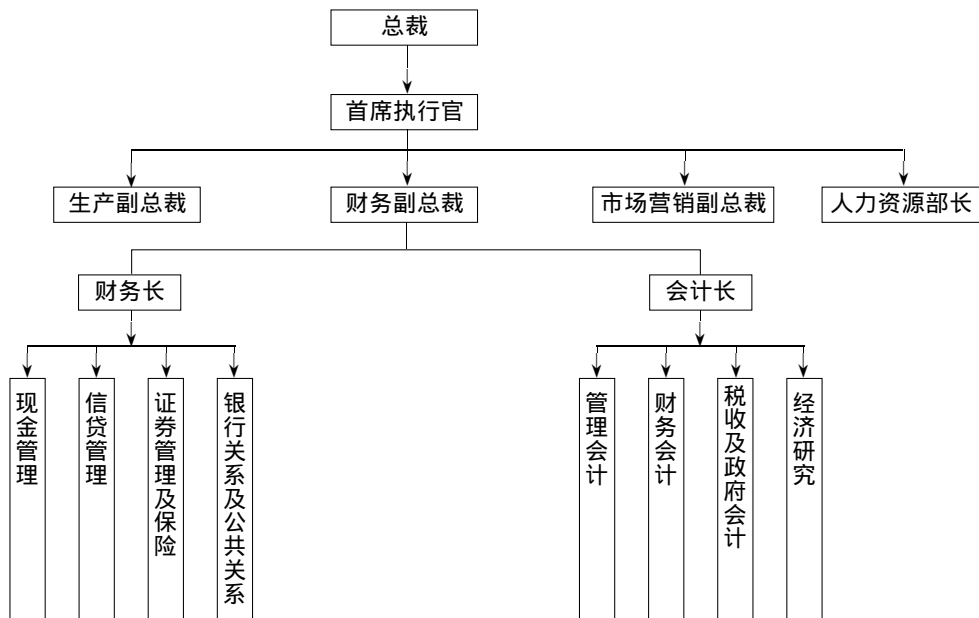 总裁
首席执行官
生产副总裁
财务副总裁
市场营销副总裁
人力资源部长
财务长
会计长
现金管理
信贷管理
证券管理及保险
银行关系及公共关系
管理会计
财务会计
税收及政府会计
经济研究